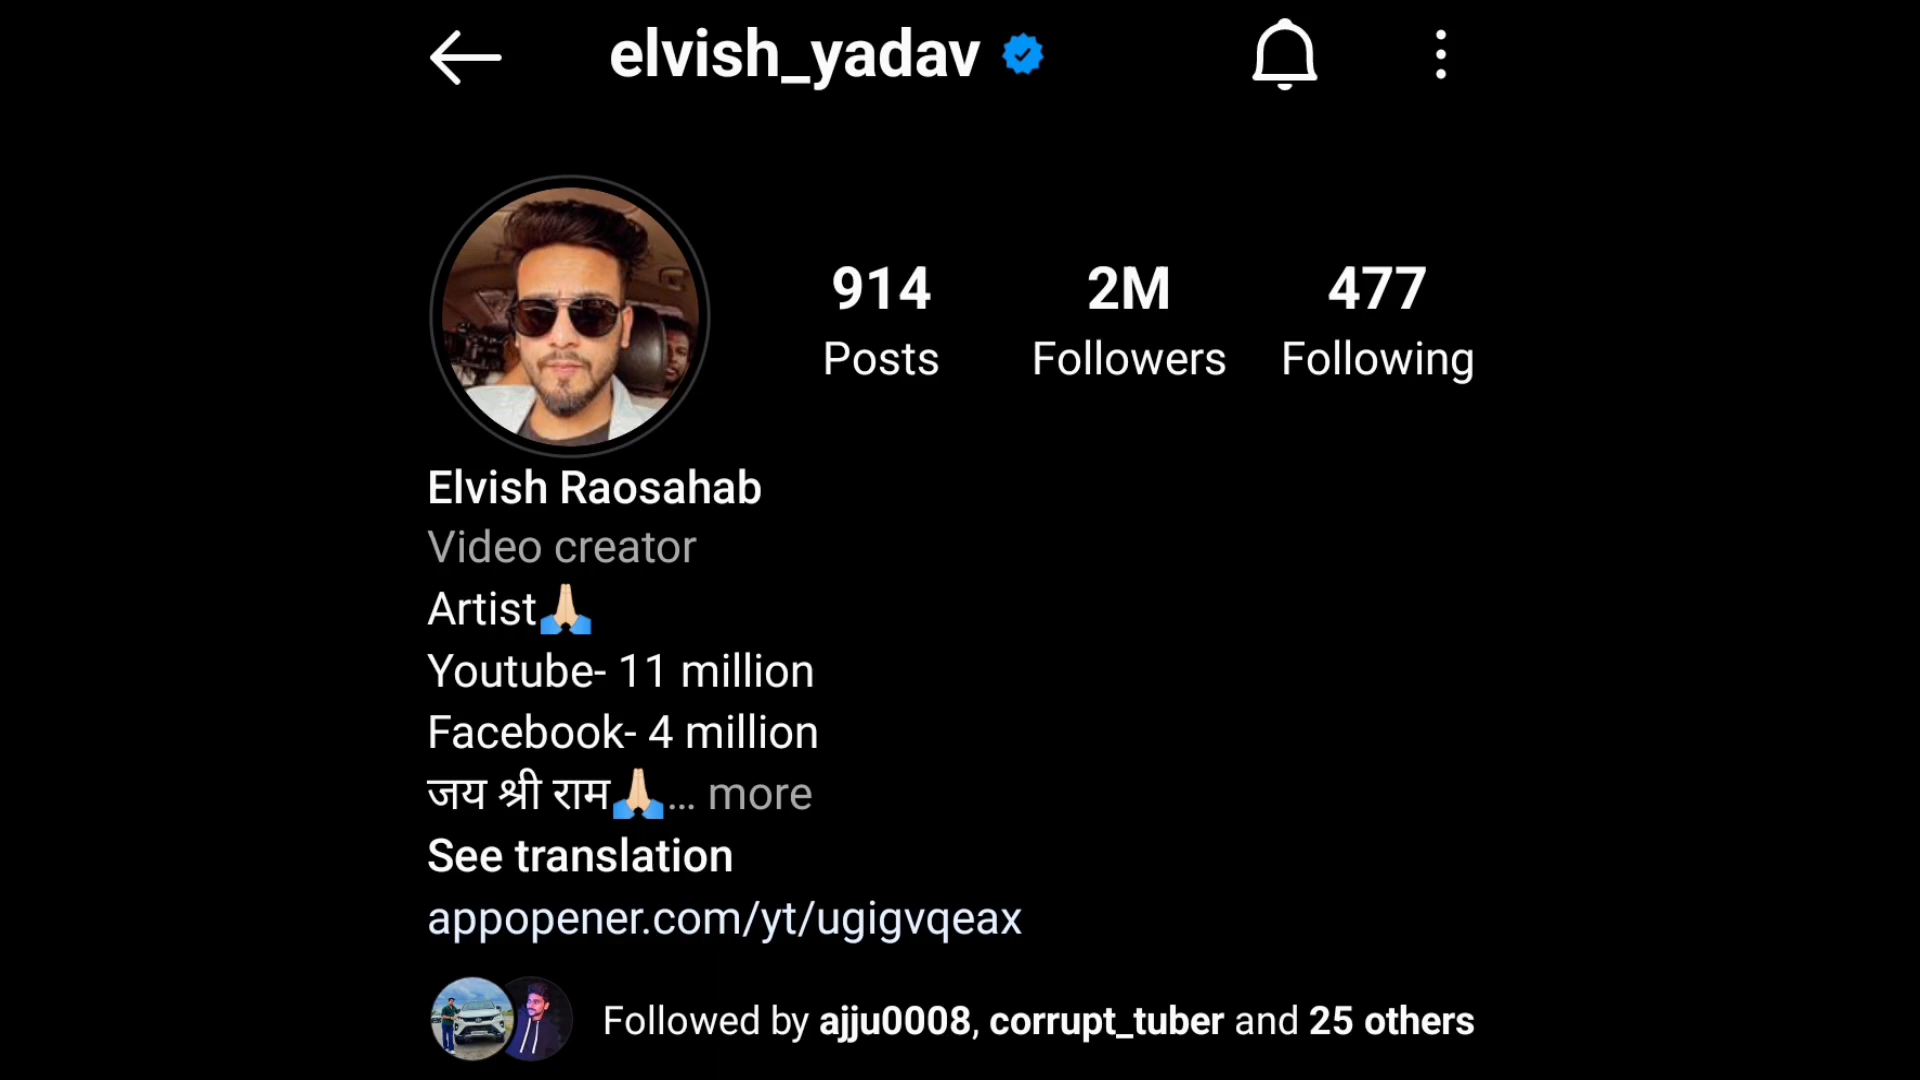 elvish_yadav
914 2M 477
Posts Followers Following
Elvish Raosahab
Video creator
Artist🙏🏻
Youtube- 11 million
Facebook- 4 million
जय श्री राम🙏🏻... more
See translation
appopener.com/yt/ugigvqeax
Followed by ajju0008, corrupt_tuber and 25 others